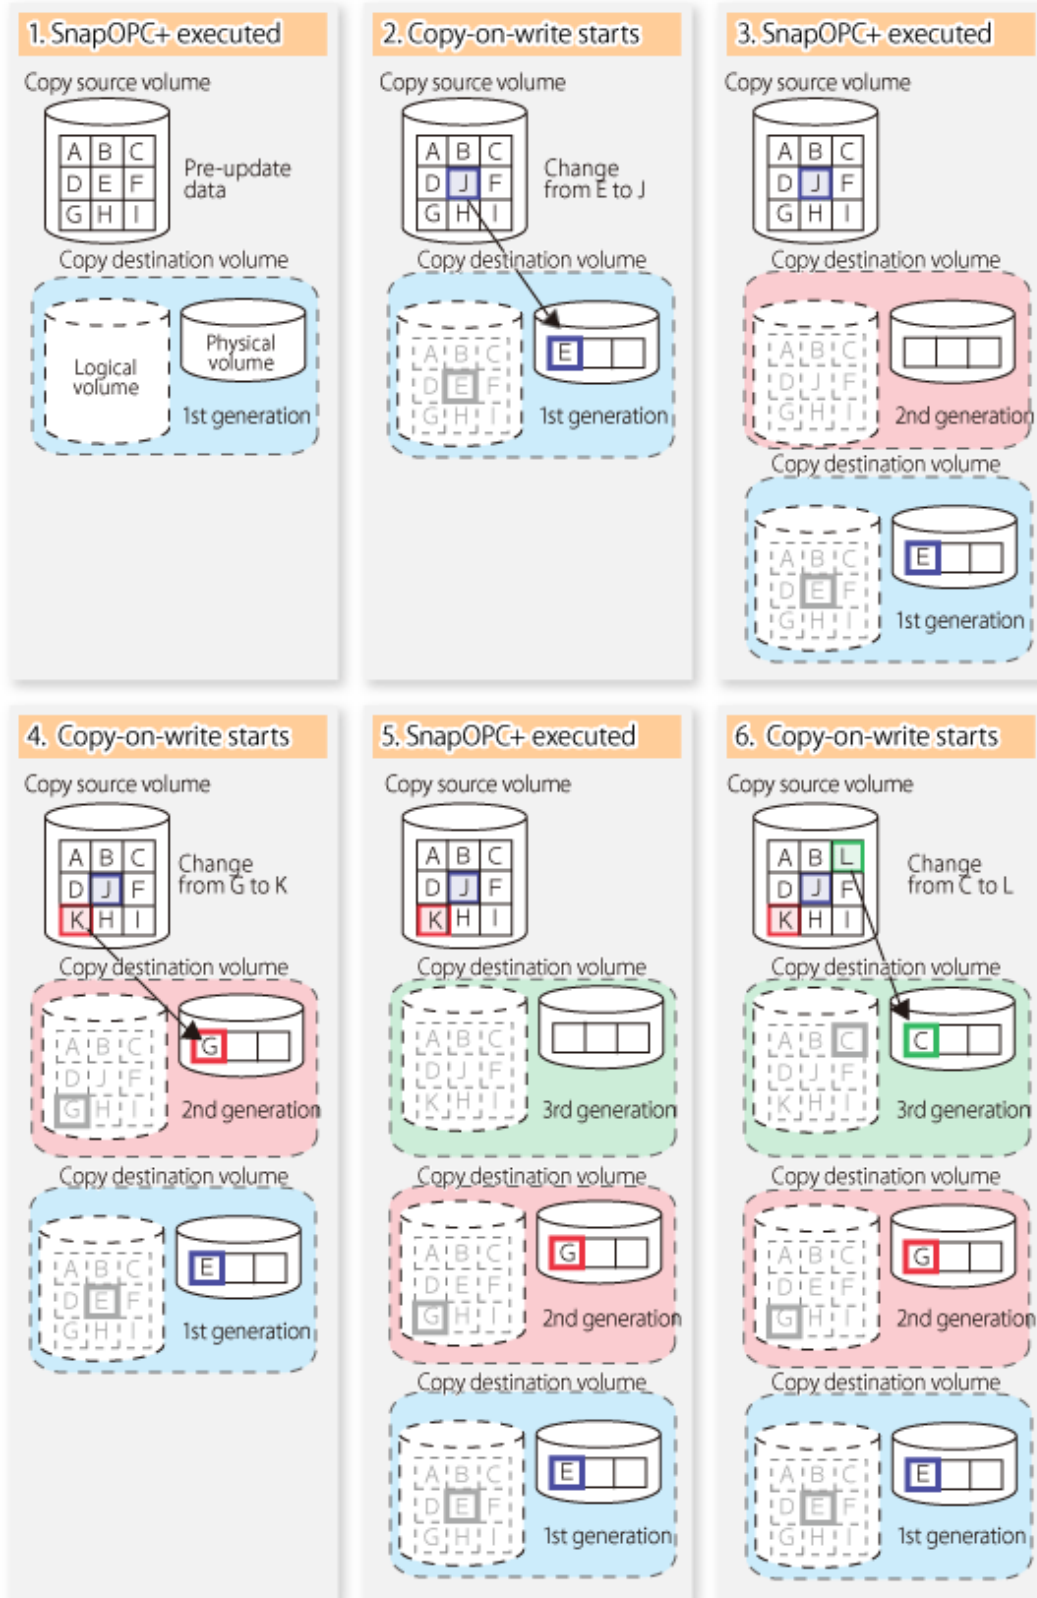 1. SnapOPC+ executed
Copy source volume
A B C
D E F
G H I
Pre-update
data
Copy destination volume
Logical
volume
Physical
volume
1st generation
2. Copy-on-write starts
Copy source volume
A B C
D J F
G H I
Change
from E to J
Copy destination volume
A B C
D E F
G H I
E
1st generation
3. SnapOPC+ executed
Copy source volume
A B C
D J F
G H I
Copy destination volume
A B C
D J F
G H I
2nd generation
Copy destination volume
A B C
D E F
G H I
E
1st generation
4. Copy-on-write starts
Copy source volume
A B C
D J F
K H I
Change
from G to K
Copy destination volume
A B C
D J F
G H I
G
2nd generation
Copy destination volume
A B C
D E F
G H I
E
1st generation
5. SnapOPC+ executed
Copy source volume
A B C
D J F
K H I
Copy destination volume
A B C
D J F
K H I
3rd generation
Copy destination volume
A B C
D E F
G H I
G
2nd generation
Copy destination volume
A B C
D E F
G H I
E
1st generation
6. Copy-on-write starts
Copy source volume
A B L
D J F
K H I
Change
from C to L
Copy destination volume
A B C
D J F
K H I
C
3rd generation
Copy destination volume
A B C
D E F
G H I
G
2nd generation
Copy destination volume
A B C
D E F
G H I
E
1st generation